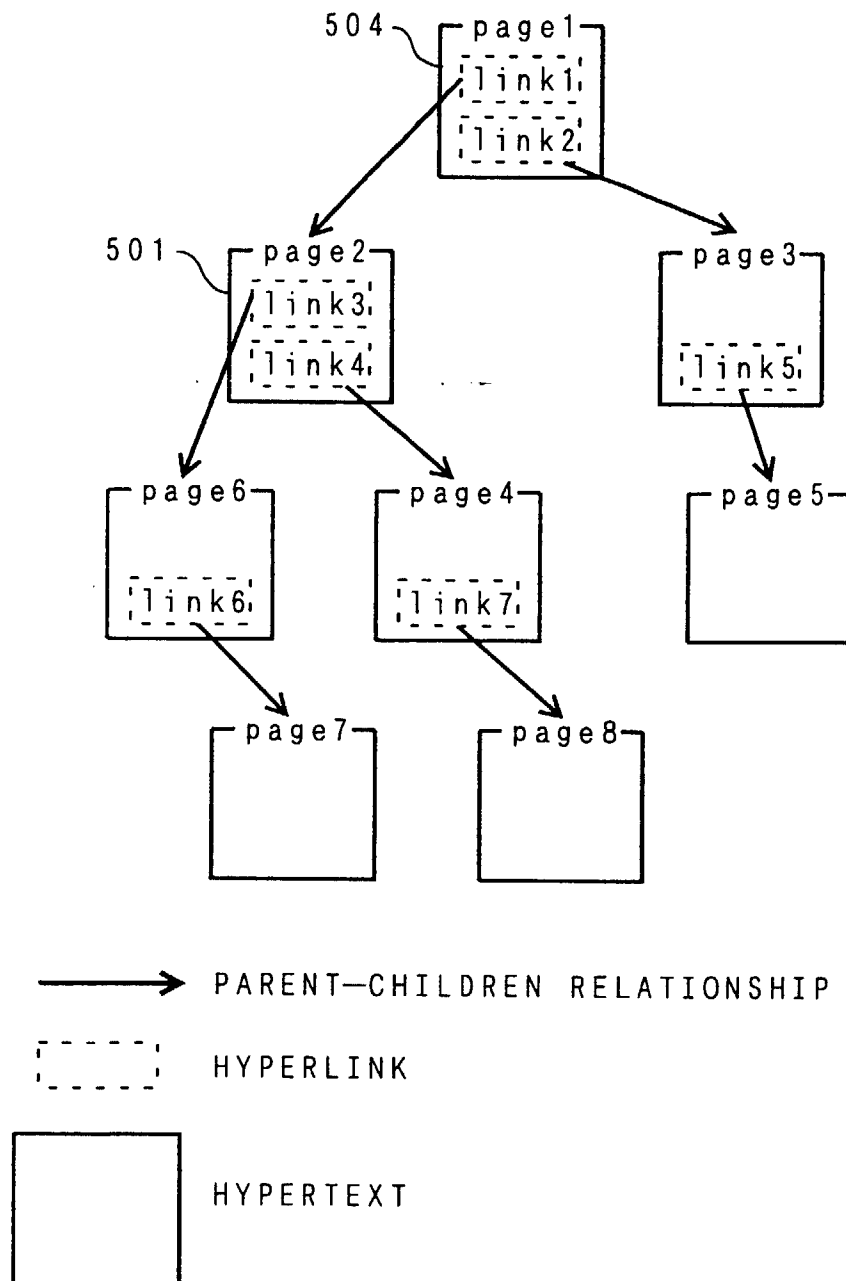 504
page1
link1
link2
501
page2
page3
link3
link4
link5
page6
page4
page5
link6
link7
page7
page8
PARENT—CHILDREN RELATIONSHIP
HYPERLINK
HYPERTEXT